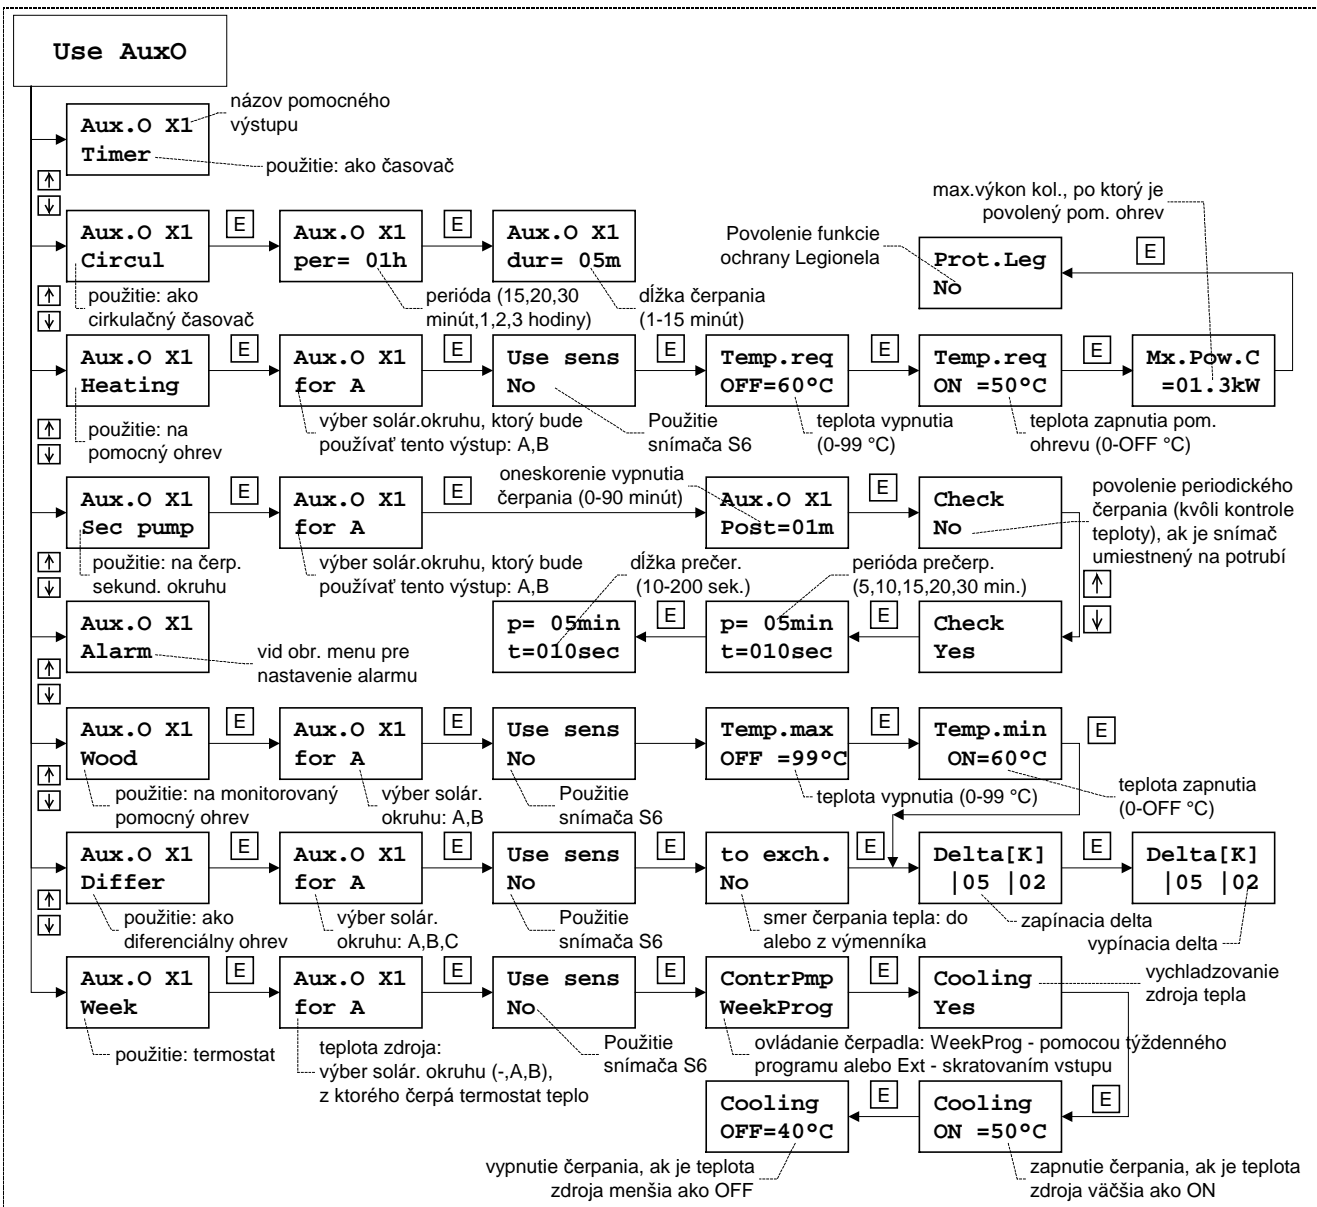 Use AuxO
názov pomocného
výstupu
Aux.O X1
Timer
použitie: ako časovač
max.výkon kol., po ktorý je
povolený pom. ohrev
Povolenie funkcie
ochrany Legionela
Prot.Leg
No
E
Aux.O X1
Circul
E
Aux.O X1
per= 01h
E
Aux.O X1
dur= 05m
použitie: ako
cirkulačný časovač
perióda (15,20,30
minút,1,2,3 hodiny)
dĺžka čerpania
(1-15 minút)
Aux.O X1
Heating
E
Aux.O X1
for A
E
Use sens
No
E
Temp.req
OFF=60°C
E
Temp.req
ON =50°C
E
Mx.Pow.C
=01.3kW
použitie: na
pomocný ohrev
výber solár.okruhu, ktorý bude
používať tento výstup: A,B
Použitie
snímača S6
teplota vypnutia
(0-99 °C)
teplota zapnutia pom.
ohrevu (0-OFF °C)
oneskorenie vypnutia
čerpania (0-90 minút)
Aux.O X1
Sec pump
E
Aux.O X1
for A
E
Aux.O X1
Post=01m
E
Check
No
povolenie periodického
čerpania (kvôli kontrole
teploty), ak je snímač
umiestnený na potrubí
použitie: na čerp.
sekund. okruhu
výber solár.okruhu, ktorý bude
používať tento výstup: A,B
dĺžka prečer.
(10-200 sek.)
perióda prečerp.
(5,10,15,20,30 min.)
Aux.O X1
Alarm
vid obr. menu pre
nastavenie alarmu
p= 05min
t=010sec
E
p= 05min
t=010sec
E
Check
Yes
Aux.O X1
Wood
E
Aux.O X1
for A
E
Use sens
No
Temp.max
OFF =99°C
E
Temp.min
ON=60°C
E
použitie: na monitorovaný
pomocný ohrev
výber solár.
okruhu: A,B
Použitie
snímača S6
teplota vypnutia (0-99 °C)
teplota zapnutia
(0-OFF °C)
Aux.O X1
Differ
E
Aux.O X1
for A
E
Use sens
No
E
to exch.
No
E
Delta[K]
|05 |02
E
Delta[K]
|05 |02
použitie: ako
diferenciálny ohrev
výber solár.
okruhu: A,B,C
Použitie
snímača S6
smer čerpania tepla: do
alebo z výmenníka
zapínacia delta
vypínacia delta
Aux.O X1
Week
E
Aux.O X1
for A
E
Use sens
No
E
ContrPmp
WeekProg
E
Cooling
Yes
vychladzovanie
zdroja tepla
použitie: termostat
teplota zdroja:
výber solár. okruhu (-,A,B),
z ktorého čerpá termostat teplo
Použitie
snímača S6
ovládanie čerpadla: WeekProg - pomocou týždenného
programu alebo Ext - skratovaním vstupu
Cooling
OFF=40°C
E
Cooling
ON =50°C
E
vypnutie čerpania, ak je teplota
zdroja menšia ako OFF
zapnutie čerpania, ak je teplota
zdroja väčšia ako ON